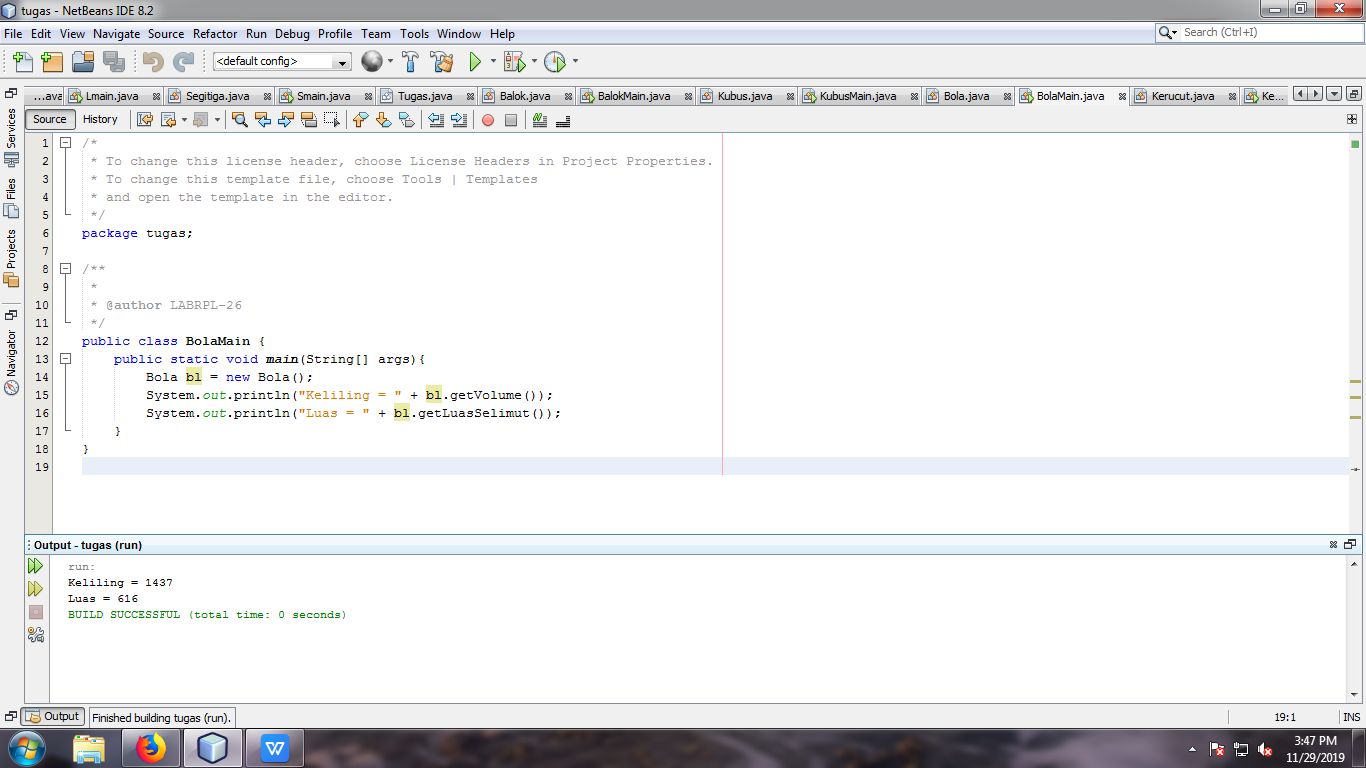 tugas - NetBeans IDE 8.2
File Edit View Navigate Source Refactor Run Debug Profile Team Tools Window Help
Search (Ctrl+I)
<default config>
...ava Lmain.java Segitiga.java Smain.java Tugas.java Balok.java BalokMain.java Kubus.java KubusMain.java Bola.java BolaMain.java Kerucut.java Ke...
Source History
Services
Files
Projects
Navigator
1 /*
2 * To change this license header, choose License Headers in Project Properties.
3 * To change this template file, choose Tools | Templates
4 * and open the template in the editor.
5 */
6 package tugas;
7
8 /**
9 *
10 * @author LABRPL-26
11 */
12 public class BolaMain {
13 public static void main(String[] args){
14 Bola bl = new Bola();
15 System.out.println("Keliling = " + bl.getVolume());
16 System.out.println("Luas = " + bl.getLuasSelimut());
17 }
18 }
19
Output - tugas (run)
run:
Keliling = 1437
Luas = 616
BUILD SUCCESSFUL (total time: 0 seconds)
Output Finished building tugas (run). 19:1 INS
3:47 PM
11/29/2019